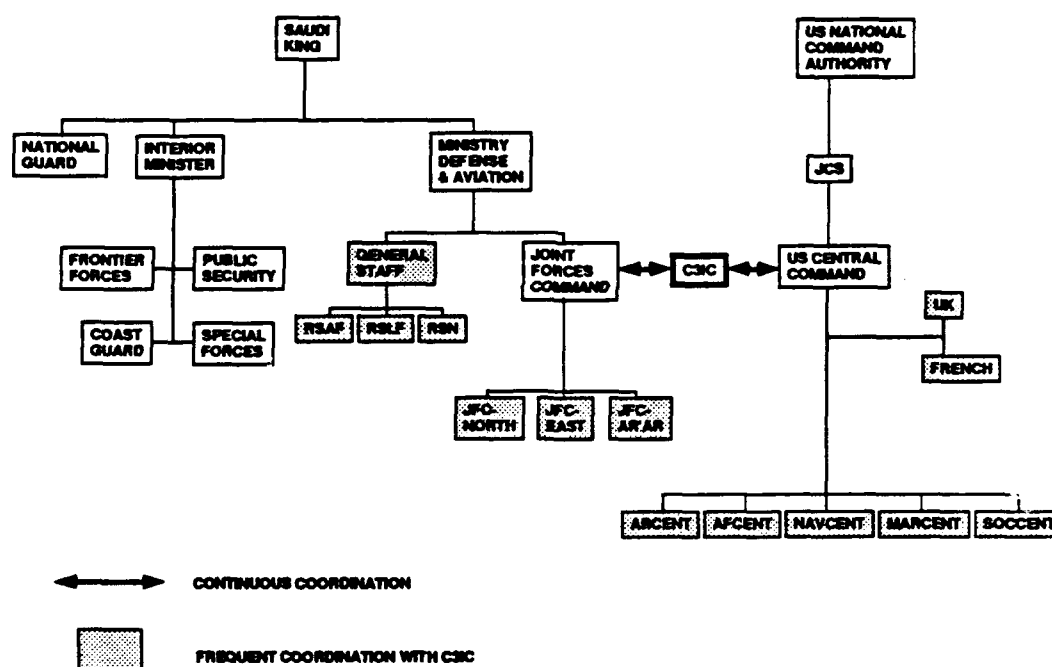 SAUDI
KING
US NATIONAL
COMMAND
AUTHORITY
NATIONAL
GUARD
INTERIOR
MINISTER
MINISTRY
DEFENSE
& AVIATION
JCS
FRONTIER
FORCES
PUBLIC
SECURITY
GENERAL
STAFF
JOINT
FORCES
COMMAND
C3IC
US CENTRAL
COMMAND
COAST
GUARD
SPECIAL
FORCES
RSAF
RSLF
RSN
UK
FRENCH
JFC-
NORTH
JFC-
EAST
JFC-
AR'AR
ARCENT
AFCENT
NAVCENT
MARCENT
SOCCENT
CONTINUOUS COORDINATION
FREQUENT COORDINATION WITH C3IC